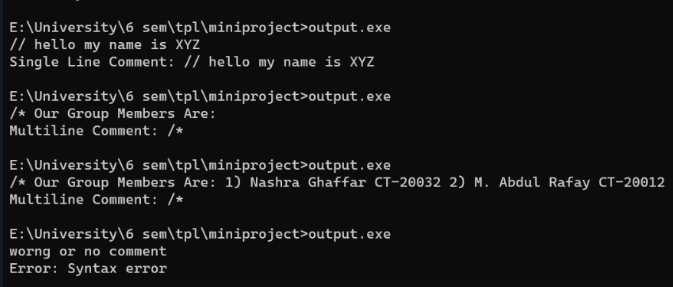 E:\University\6 sem\tpl\miniproject>output.exe
// hello my name is XYZ
Single Line Comment: // hello my name is XYZ
E:\University\6 sem\tpl\miniproject>output.exe
/* Our Group Members Are:
Multiline Comment: /*
E:\University\6 sem\tpl\miniproject>output.exe
/* Our Group Members Are: 1) Nashra Ghaffar CT-20032 2) M. Abdul Rafay CT-20012
Multiline Comment: /*
E:\University\6 sem\tpl\miniproject>output.exe
worng or no comment
Error: Syntax error